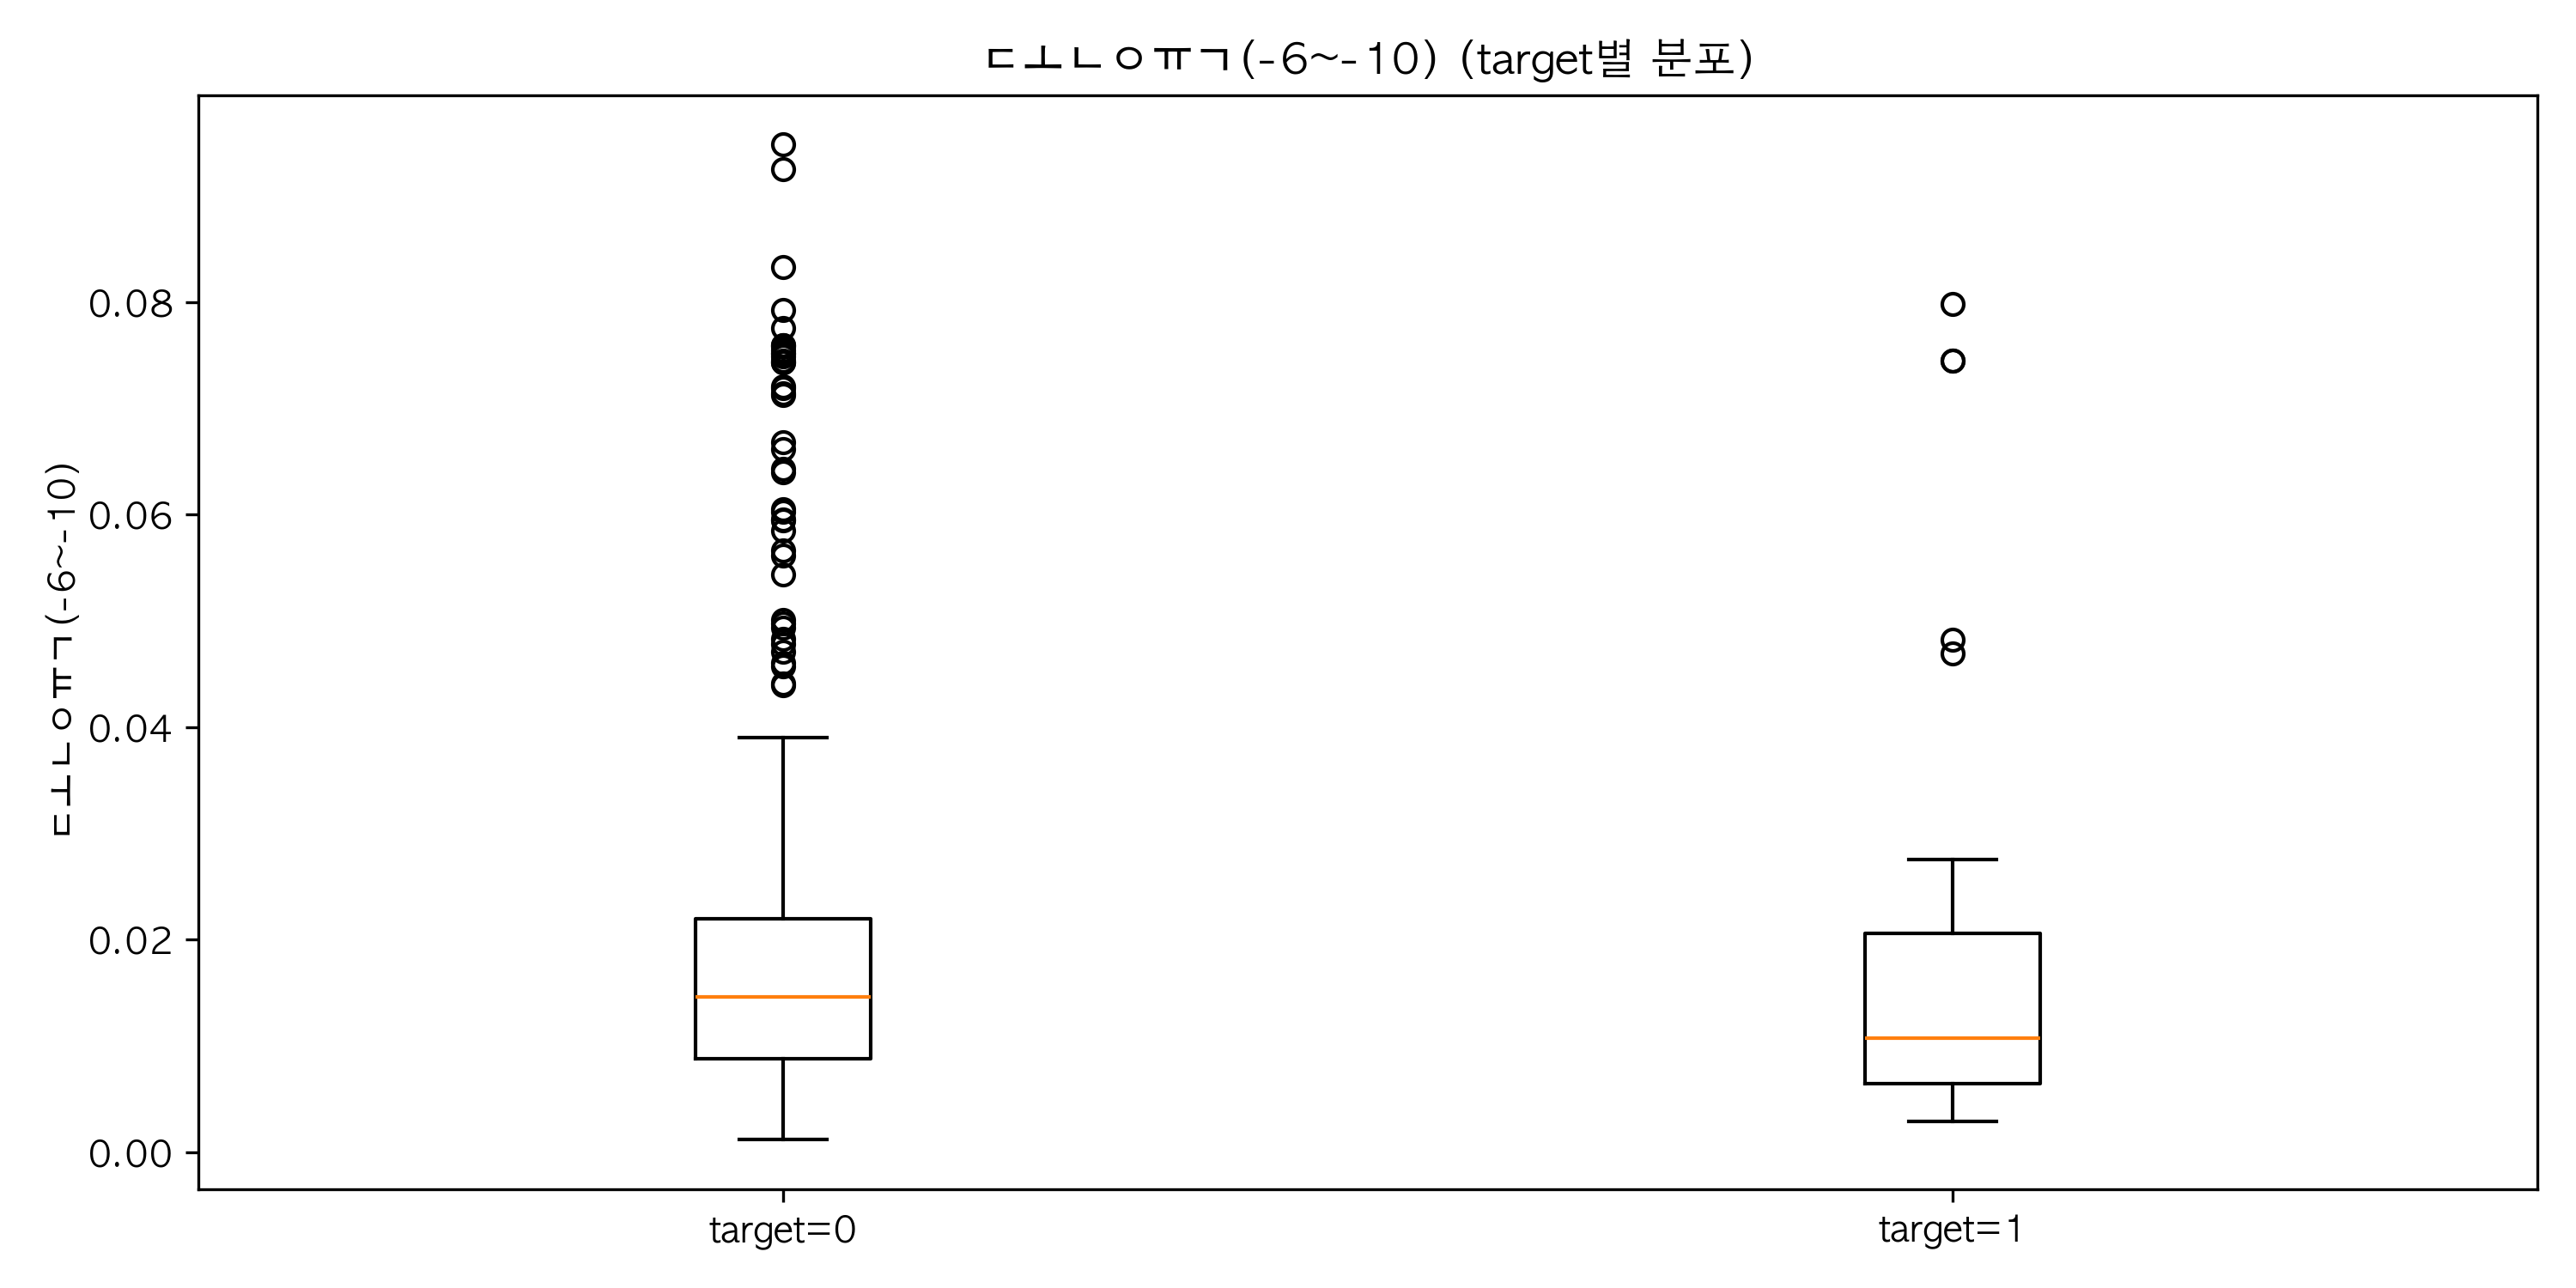 ㄷㅗㄴㅇㅠㄱ(-6~-10) (target별 분포)
ㄷㅗㄴㅇㅠㄱ(-6~-10)
0.08
0.06
0.04
0.02
0.00
target=0
target=1